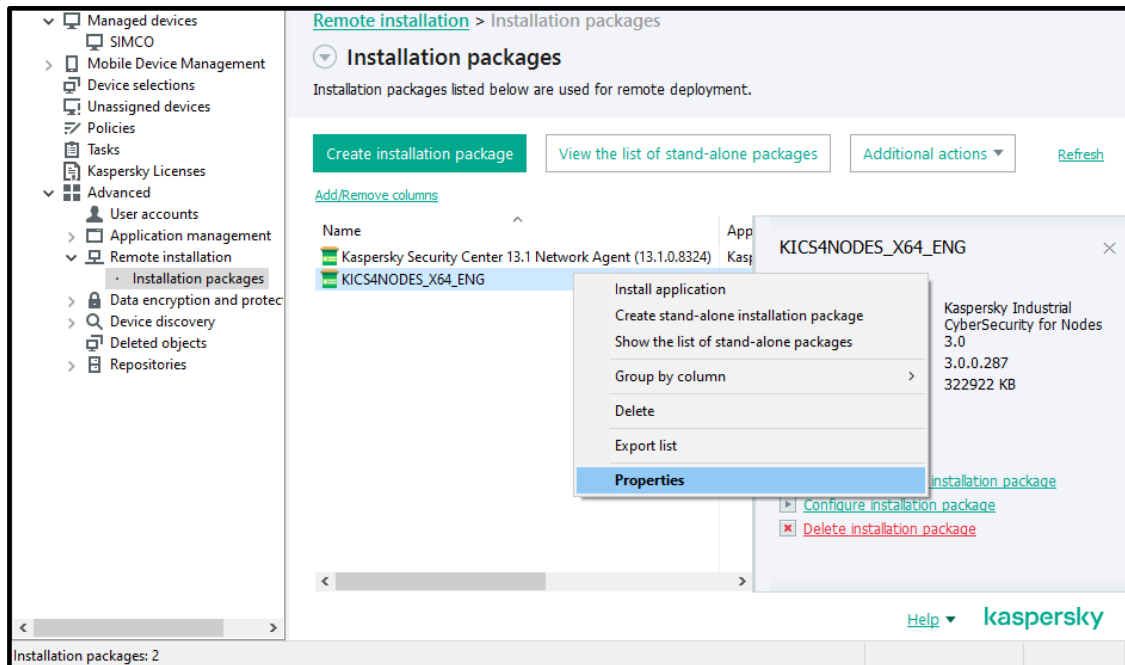 Managed devices
SIMCO
Mobile Device Management
Device selections
Unassigned devices
Policies
Tasks
Kaspersky Licenses
Advanced
User accounts
Application management
Remote installation
Installation packages
Data encryption and protec
Device discovery
Deleted objects
Repositories
Remote installation > Installation packages
Installation packages
Installation packages listed below are used for remote deployment.
Create installation package
View the list of stand-alone packages
Additional actions
Refresh
Add/Remove columns
Name
App
Kaspersky Security Center 13.1 Network Agent (13.1.0.8324)
Kasp
KICS4NODES_X64_ENG
Install application
Create stand-alone installation package
Show the list of stand-alone packages
Group by column
Delete
Export list
Properties
KICS4NODES_X64_ENG
Kaspersky Industrial
CyberSecurity for Nodes
3.0
3.0.0.287
322922 KB
installation package
Configure installation package
Delete installation package
Help
kaspersky
Installation packages: 2